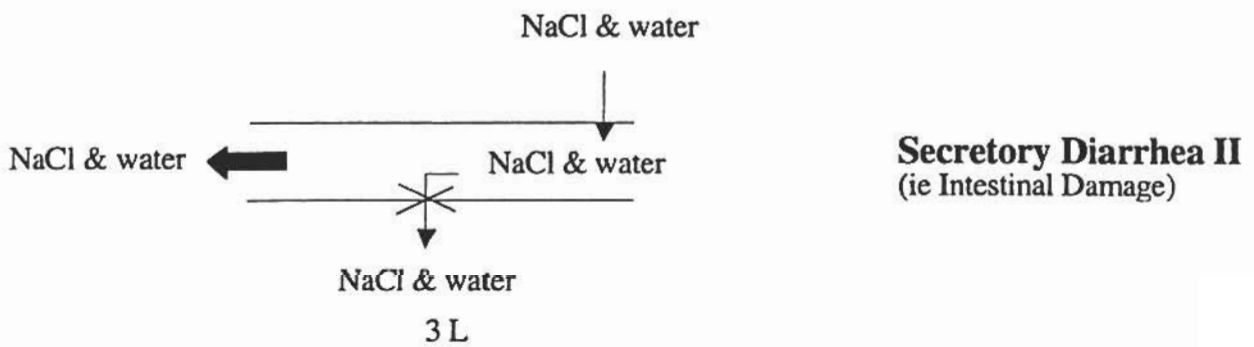 NaCl & water
NaCl & water
NaCl & water
Secretory Diarrhea II
(ie Intestinal Damage)
NaCl & water
3 L